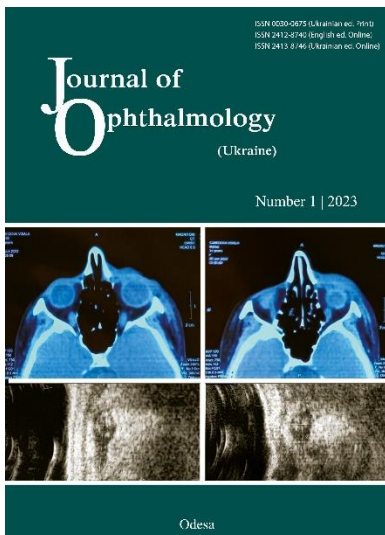 ISSN 0030-0675 (Ukrainian ed. Print)
ISSN 2412-8740 (English ed. Online)
ISSN 2413-8746 (Ukrainian ed. Online)
Journal of
Ophthalmology
(Ukraine)
Number 1 | 2023
Odesa